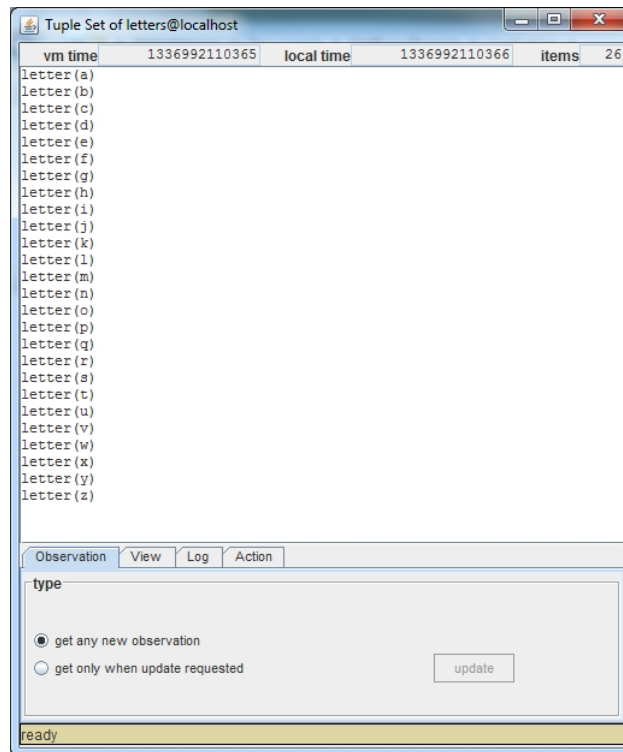 Tuple Set of letters@localhost
vm time 1336992110365 local time 1336992110366 items 26
letter(a)
letter(b)
letter(c)
letter(d)
letter(e)
letter(f)
letter(g)
letter(h)
letter(i)
letter(j)
letter(k)
letter(l)
letter(m)
letter(n)
letter(o)
letter(p)
letter(q)
letter(r)
letter(s)
letter(t)
letter(u)
letter(v)
letter(w)
letter(x)
letter(y)
letter(z)
Observation View Log Action
type
get any new observation
get only when update requested update
ready